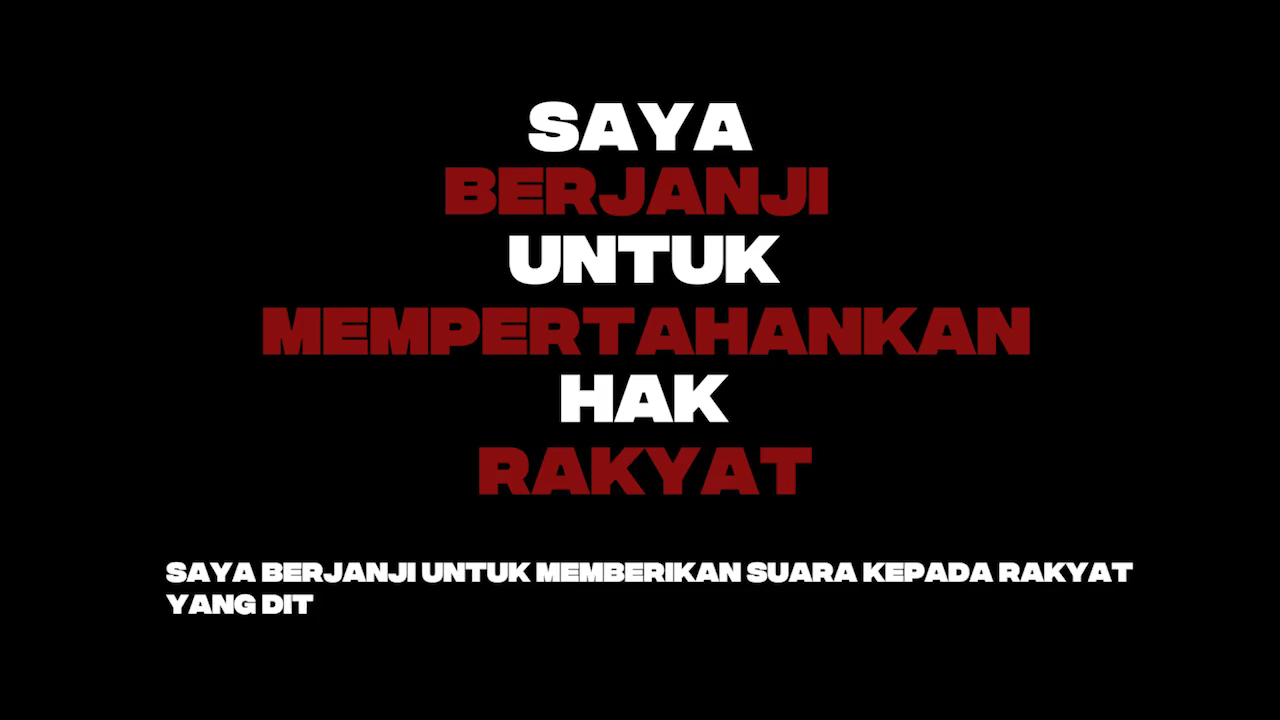 SAYA
BERJANJI
UNTUK
MEMPERTAHANKAN
HAK
RAKYAT
SAYA BERJANJI UNTUK MEMBERIKAN SUARA KEPADA RAKYAT
YANG DIT